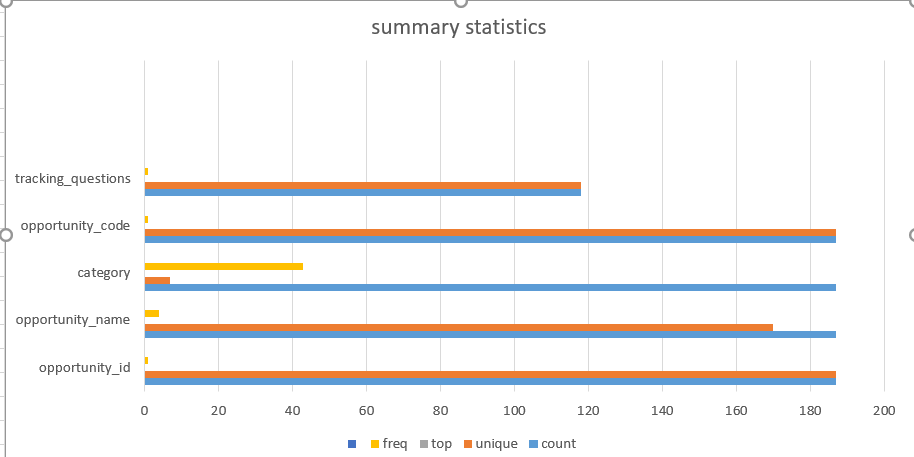 summary statistics
tracking_questions
opportunity_code
category
opportunity_name
opportunity_id
0 20 40 60 80 100 120 140 160 180 200
freq top unique count